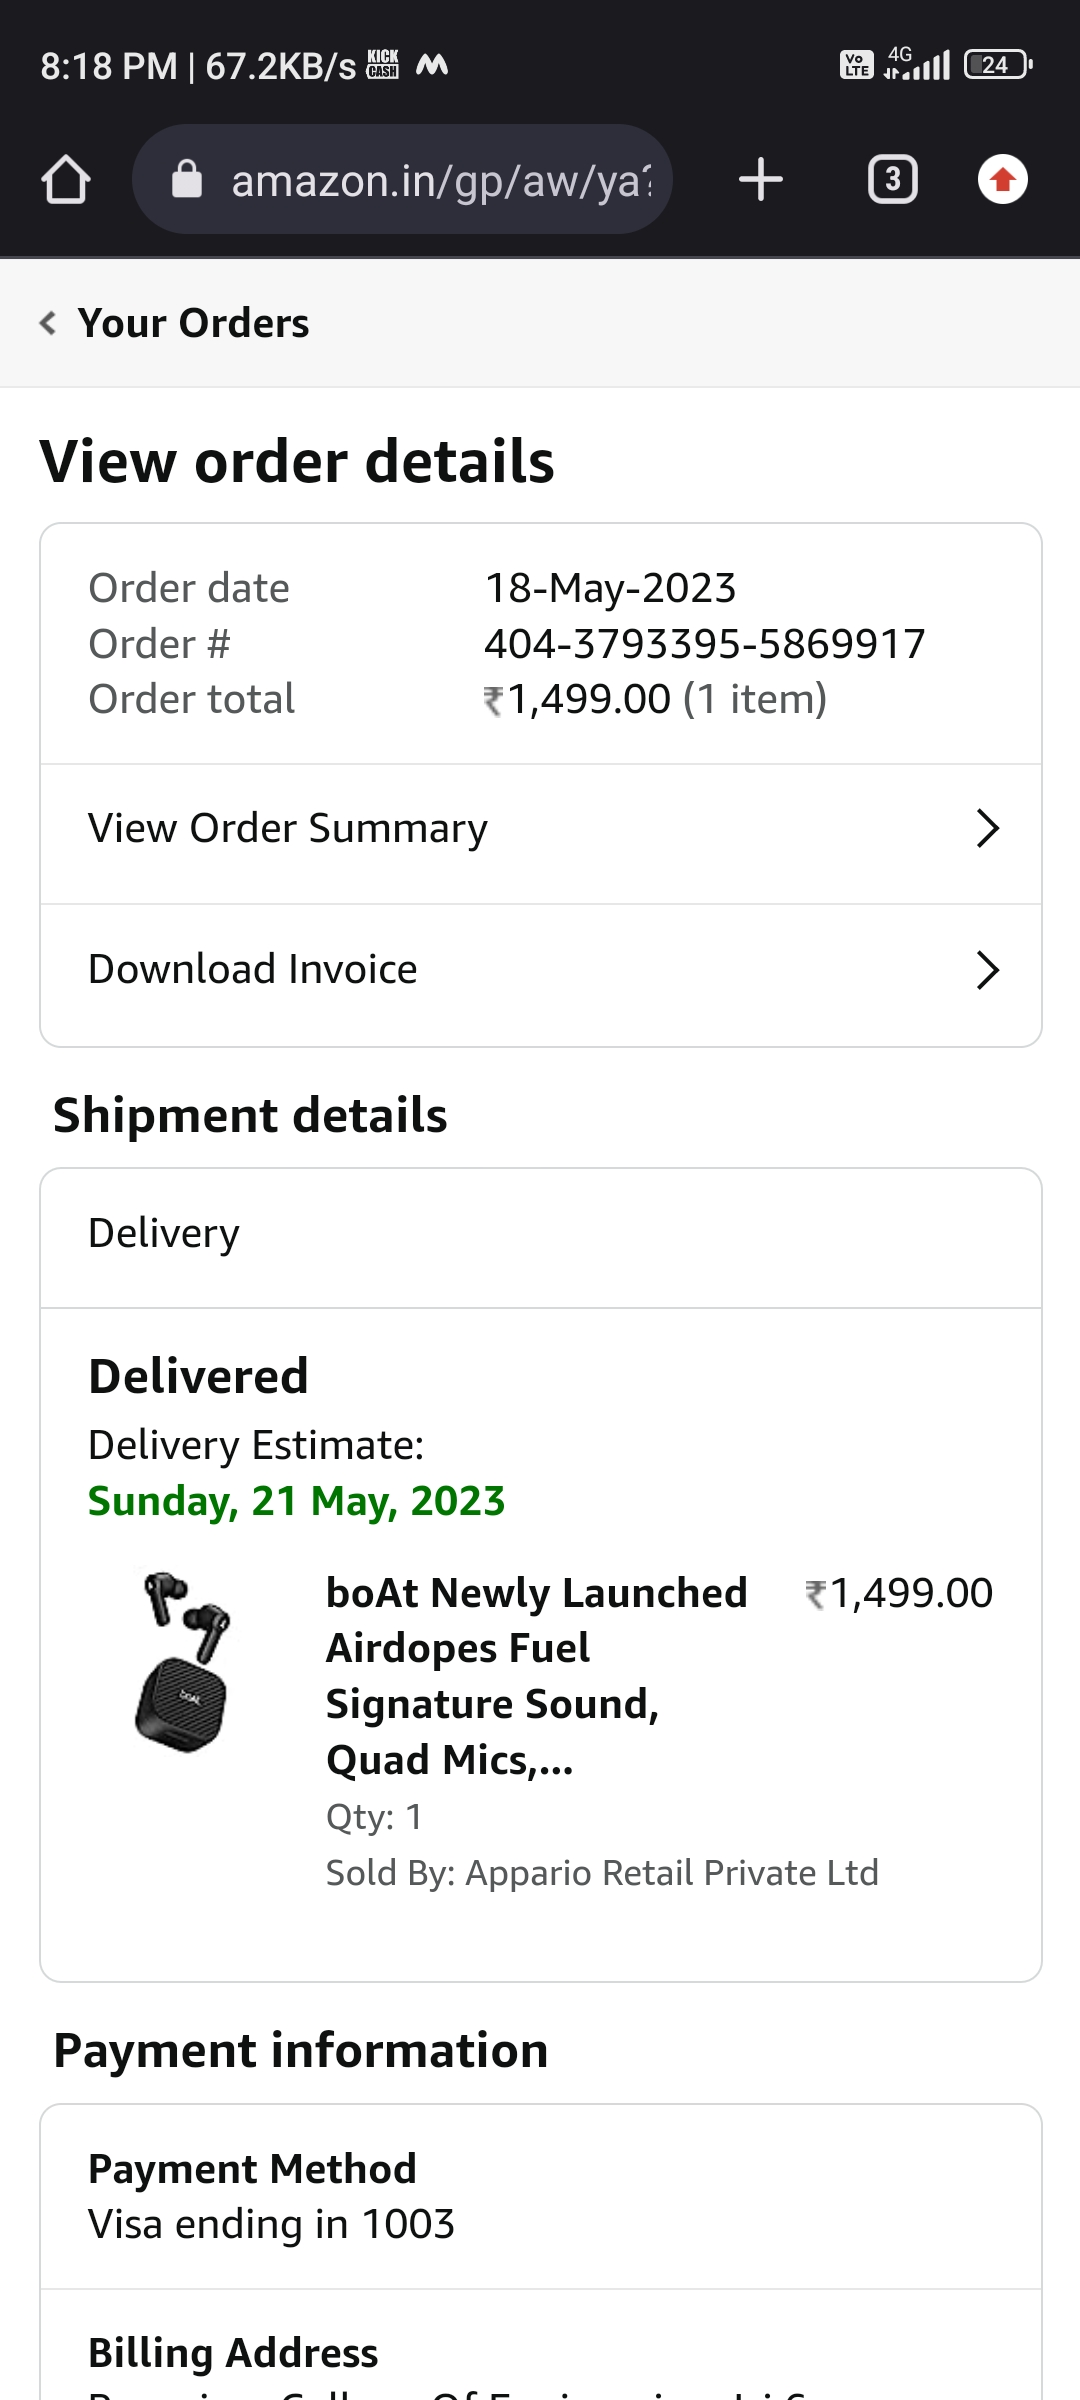 8:18 PM | 67.2KB/s KICK CASH
Vo LTE 4G 24
amazon.in/gp/aw/ya?
3
Your Orders
View order details
Order date 18-May-2023
Order # 404-3793395-5869917
Order total ₹1,499.00 (1 item)
View Order Summary
Download Invoice
Shipment details
Delivery
Delivered
Delivery Estimate:
Sunday, 21 May, 2023
boAt Newly Launched ₹1,499.00
Airdopes Fuel
Signature Sound,
Quad Mics,...
Qty: 1
Sold By: Appario Retail Private Ltd
boAt
Payment information
Payment Method
Visa ending in 1003
Billing Address